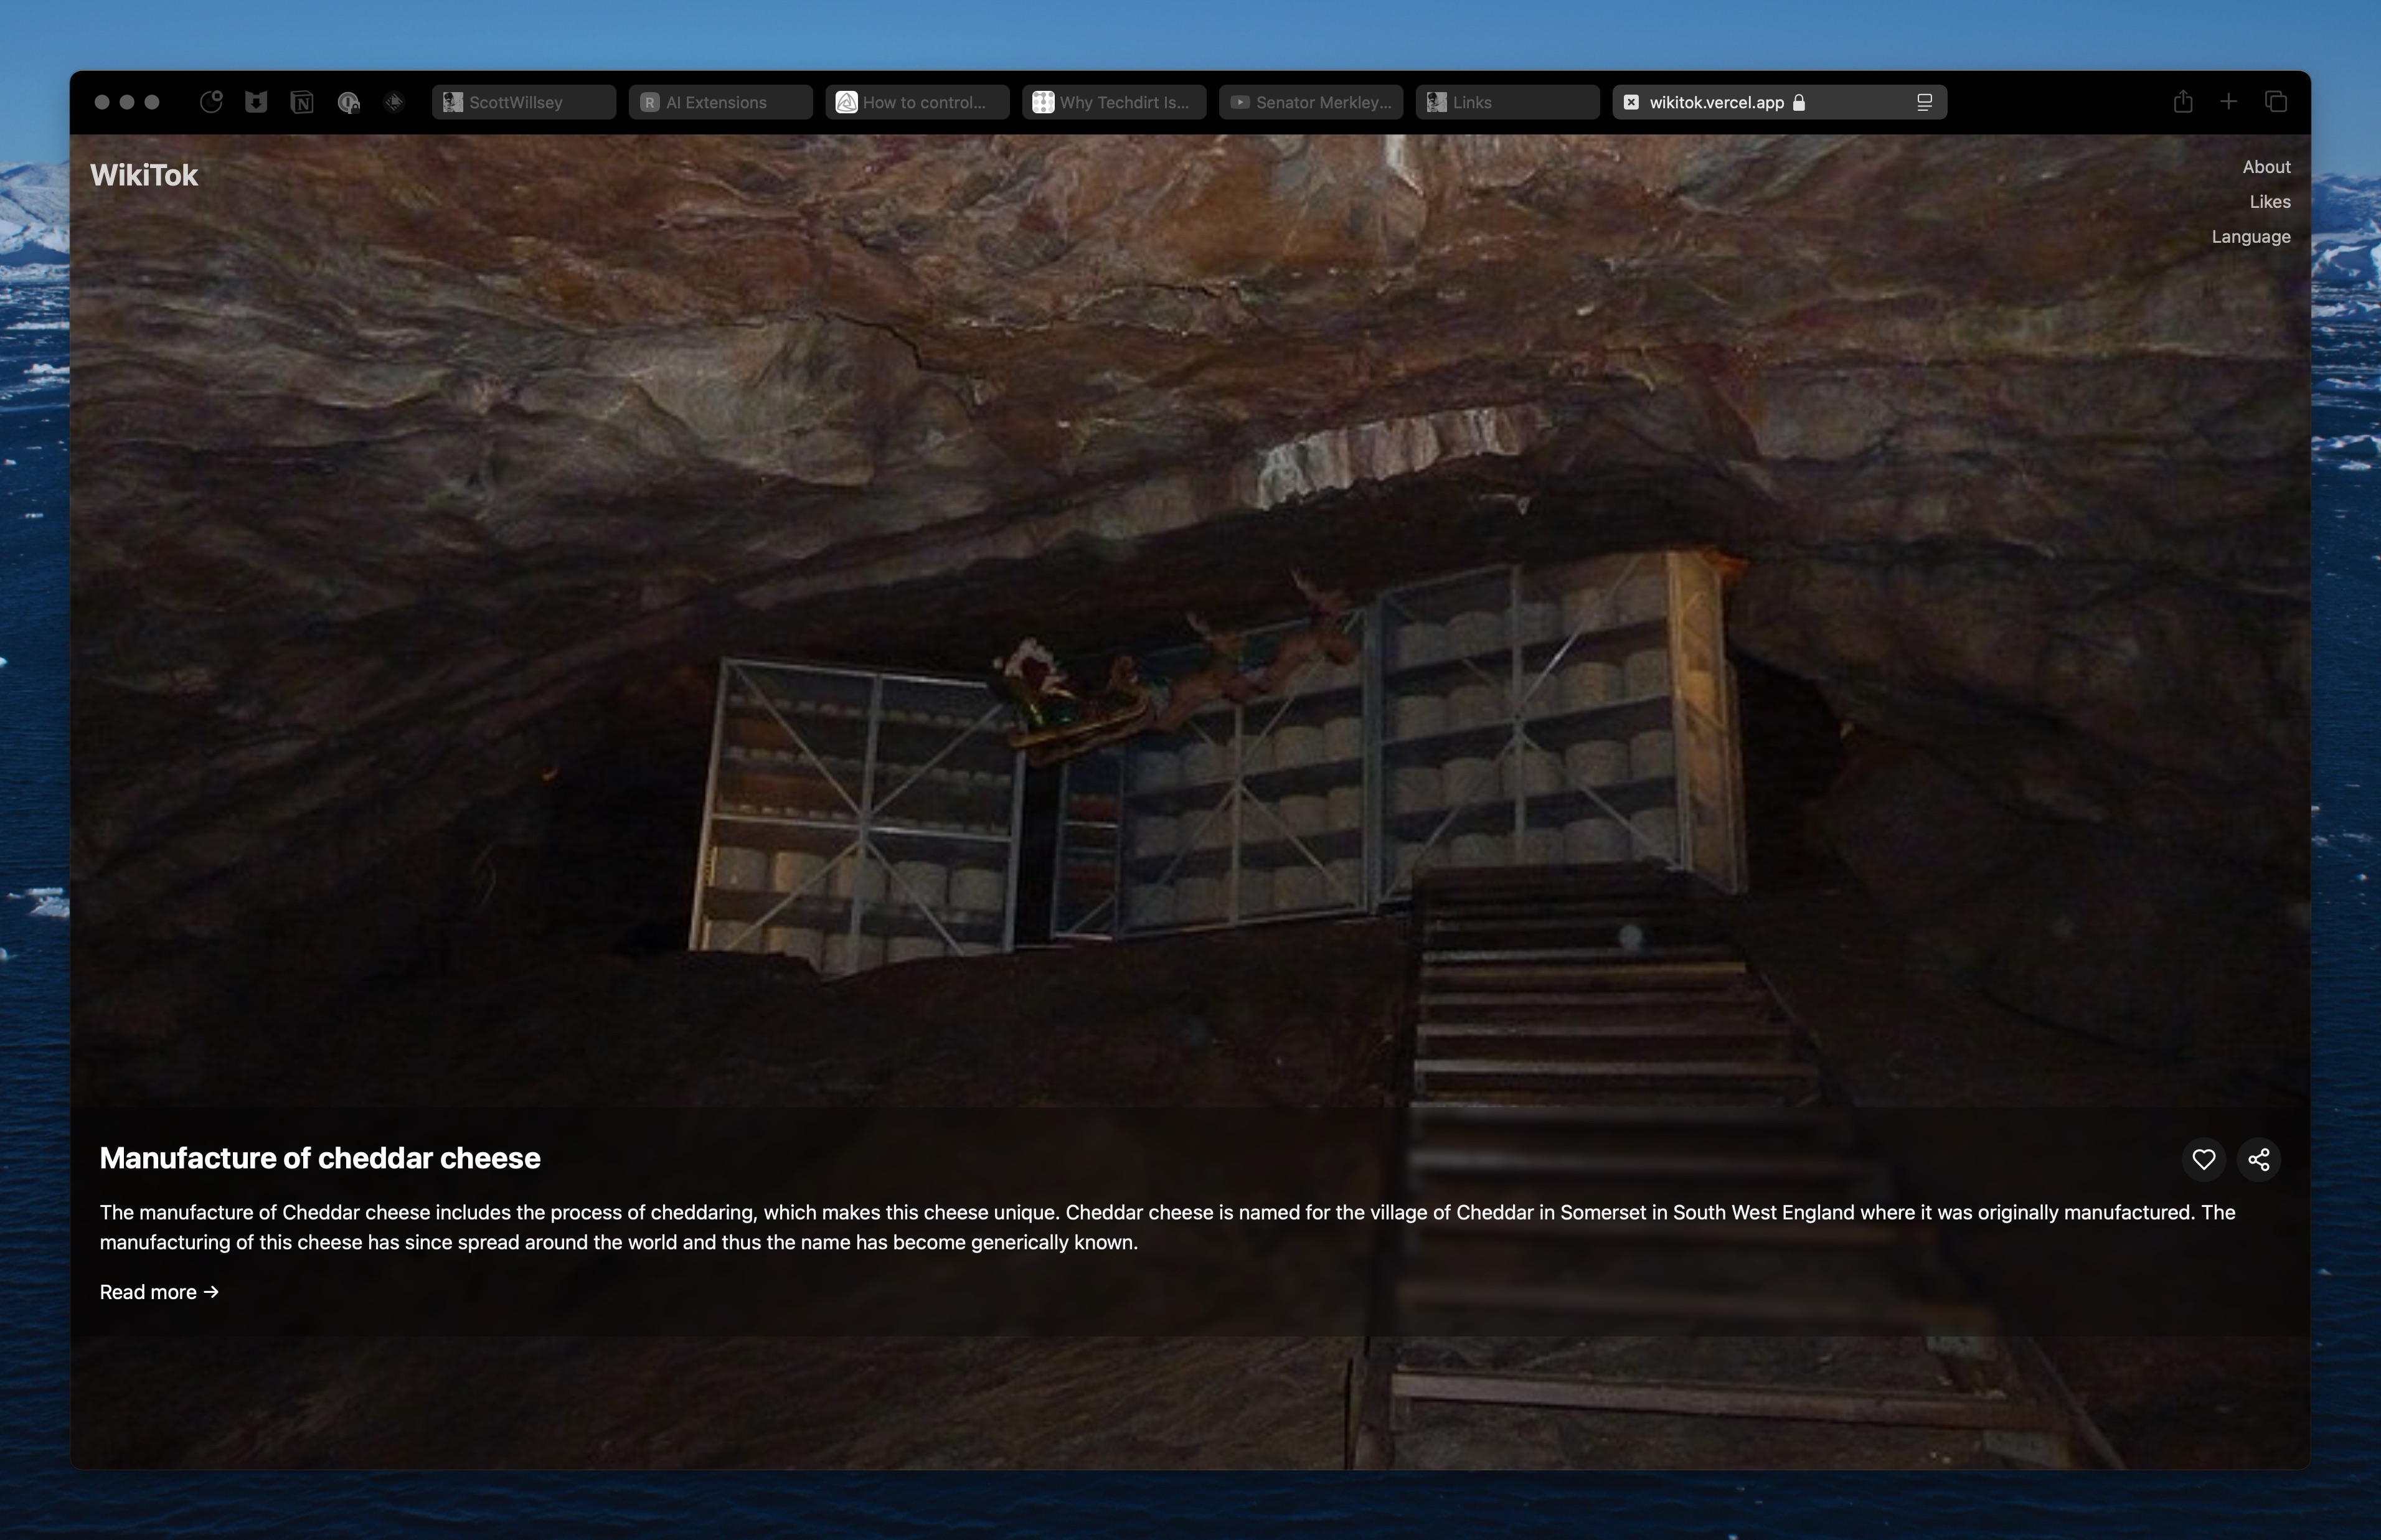 ScottWillsey
R AI Extensions
How to control...
Why Techdirt Is...
Senator Merkley...
Links
wikitok.vercel.app
WikiTok
About
Likes
Language
Manufacture of cheddar cheese
The manufacture of Cheddar cheese includes the process of cheddaring, which makes this cheese unique. Cheddar cheese is named for the village of Cheddar in Somerset in South West England where it was originally manufactured. The
manufacturing of this cheese has since spread around the world and thus the name has become generically known.
Read more →